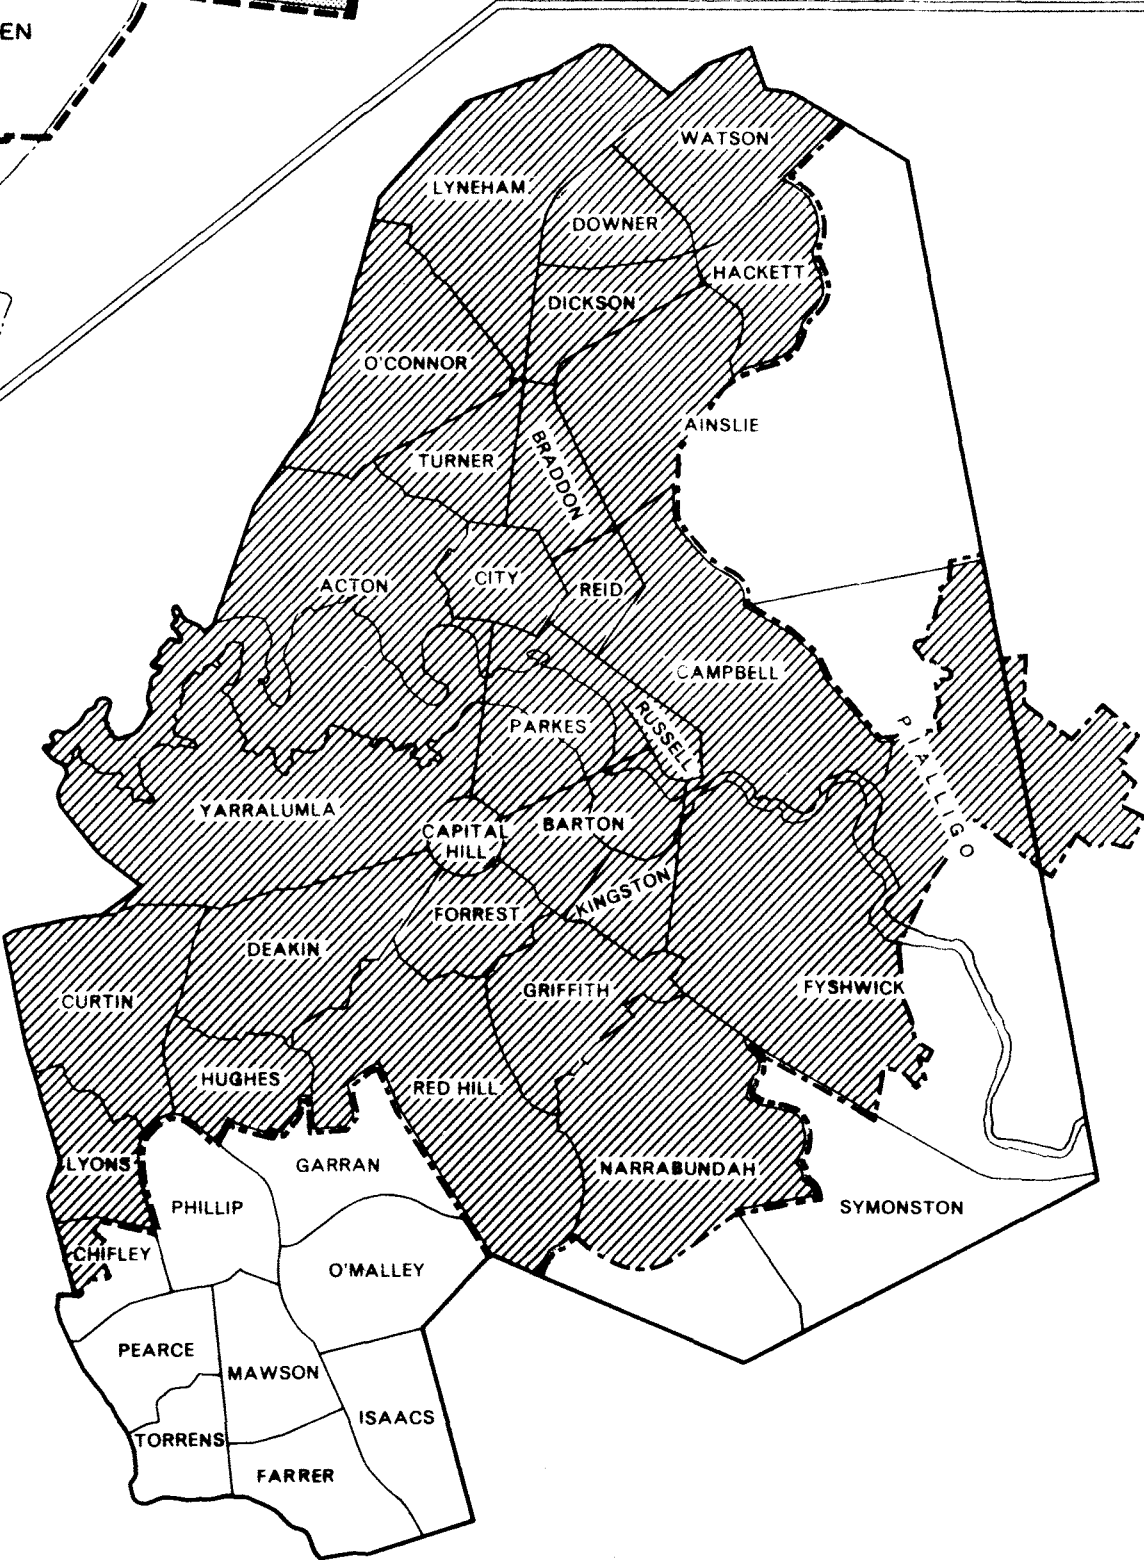 EN
WATSON
LYNEHAM
DOWNER
HACKETT
DICKSON
O'CONNOR
AINSLIE
TURNER
BRADDON
CITY
ACTON
REID
CAMPBELL
RUSSELL
PARKES
PIALLIGO
YARRALUMLA
CAPITAL
HILL
BARTON
KINGSTON
FORREST
DEAKIN
GRIFFITH
FYSHWICK
CURTIN
HUGHES
RED HILL
LYONS
GARRAN
NARRABUNDAH
PHILLIP
SYMONSTON
CHIFLEY
O'MALLEY
PEARCE
MAWSON
ISAACS
TORRENS
FARRER